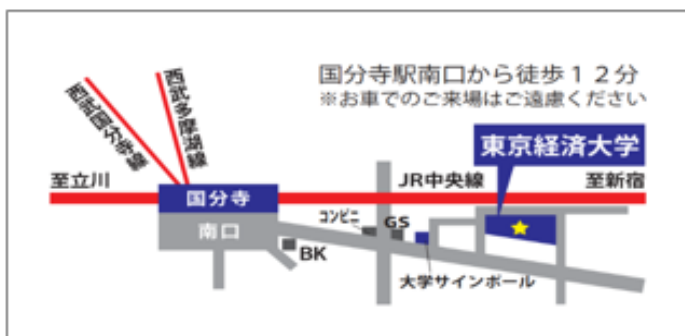 国分寺駅南口から徒歩１２分
※お車でのご来場はご遠慮ください
西武国分寺線
西武多摩湖線
東京経済大学
至立川
JR中央線
至新宿
国分寺
南口
コンビニ
GS
BK
大学サインポール